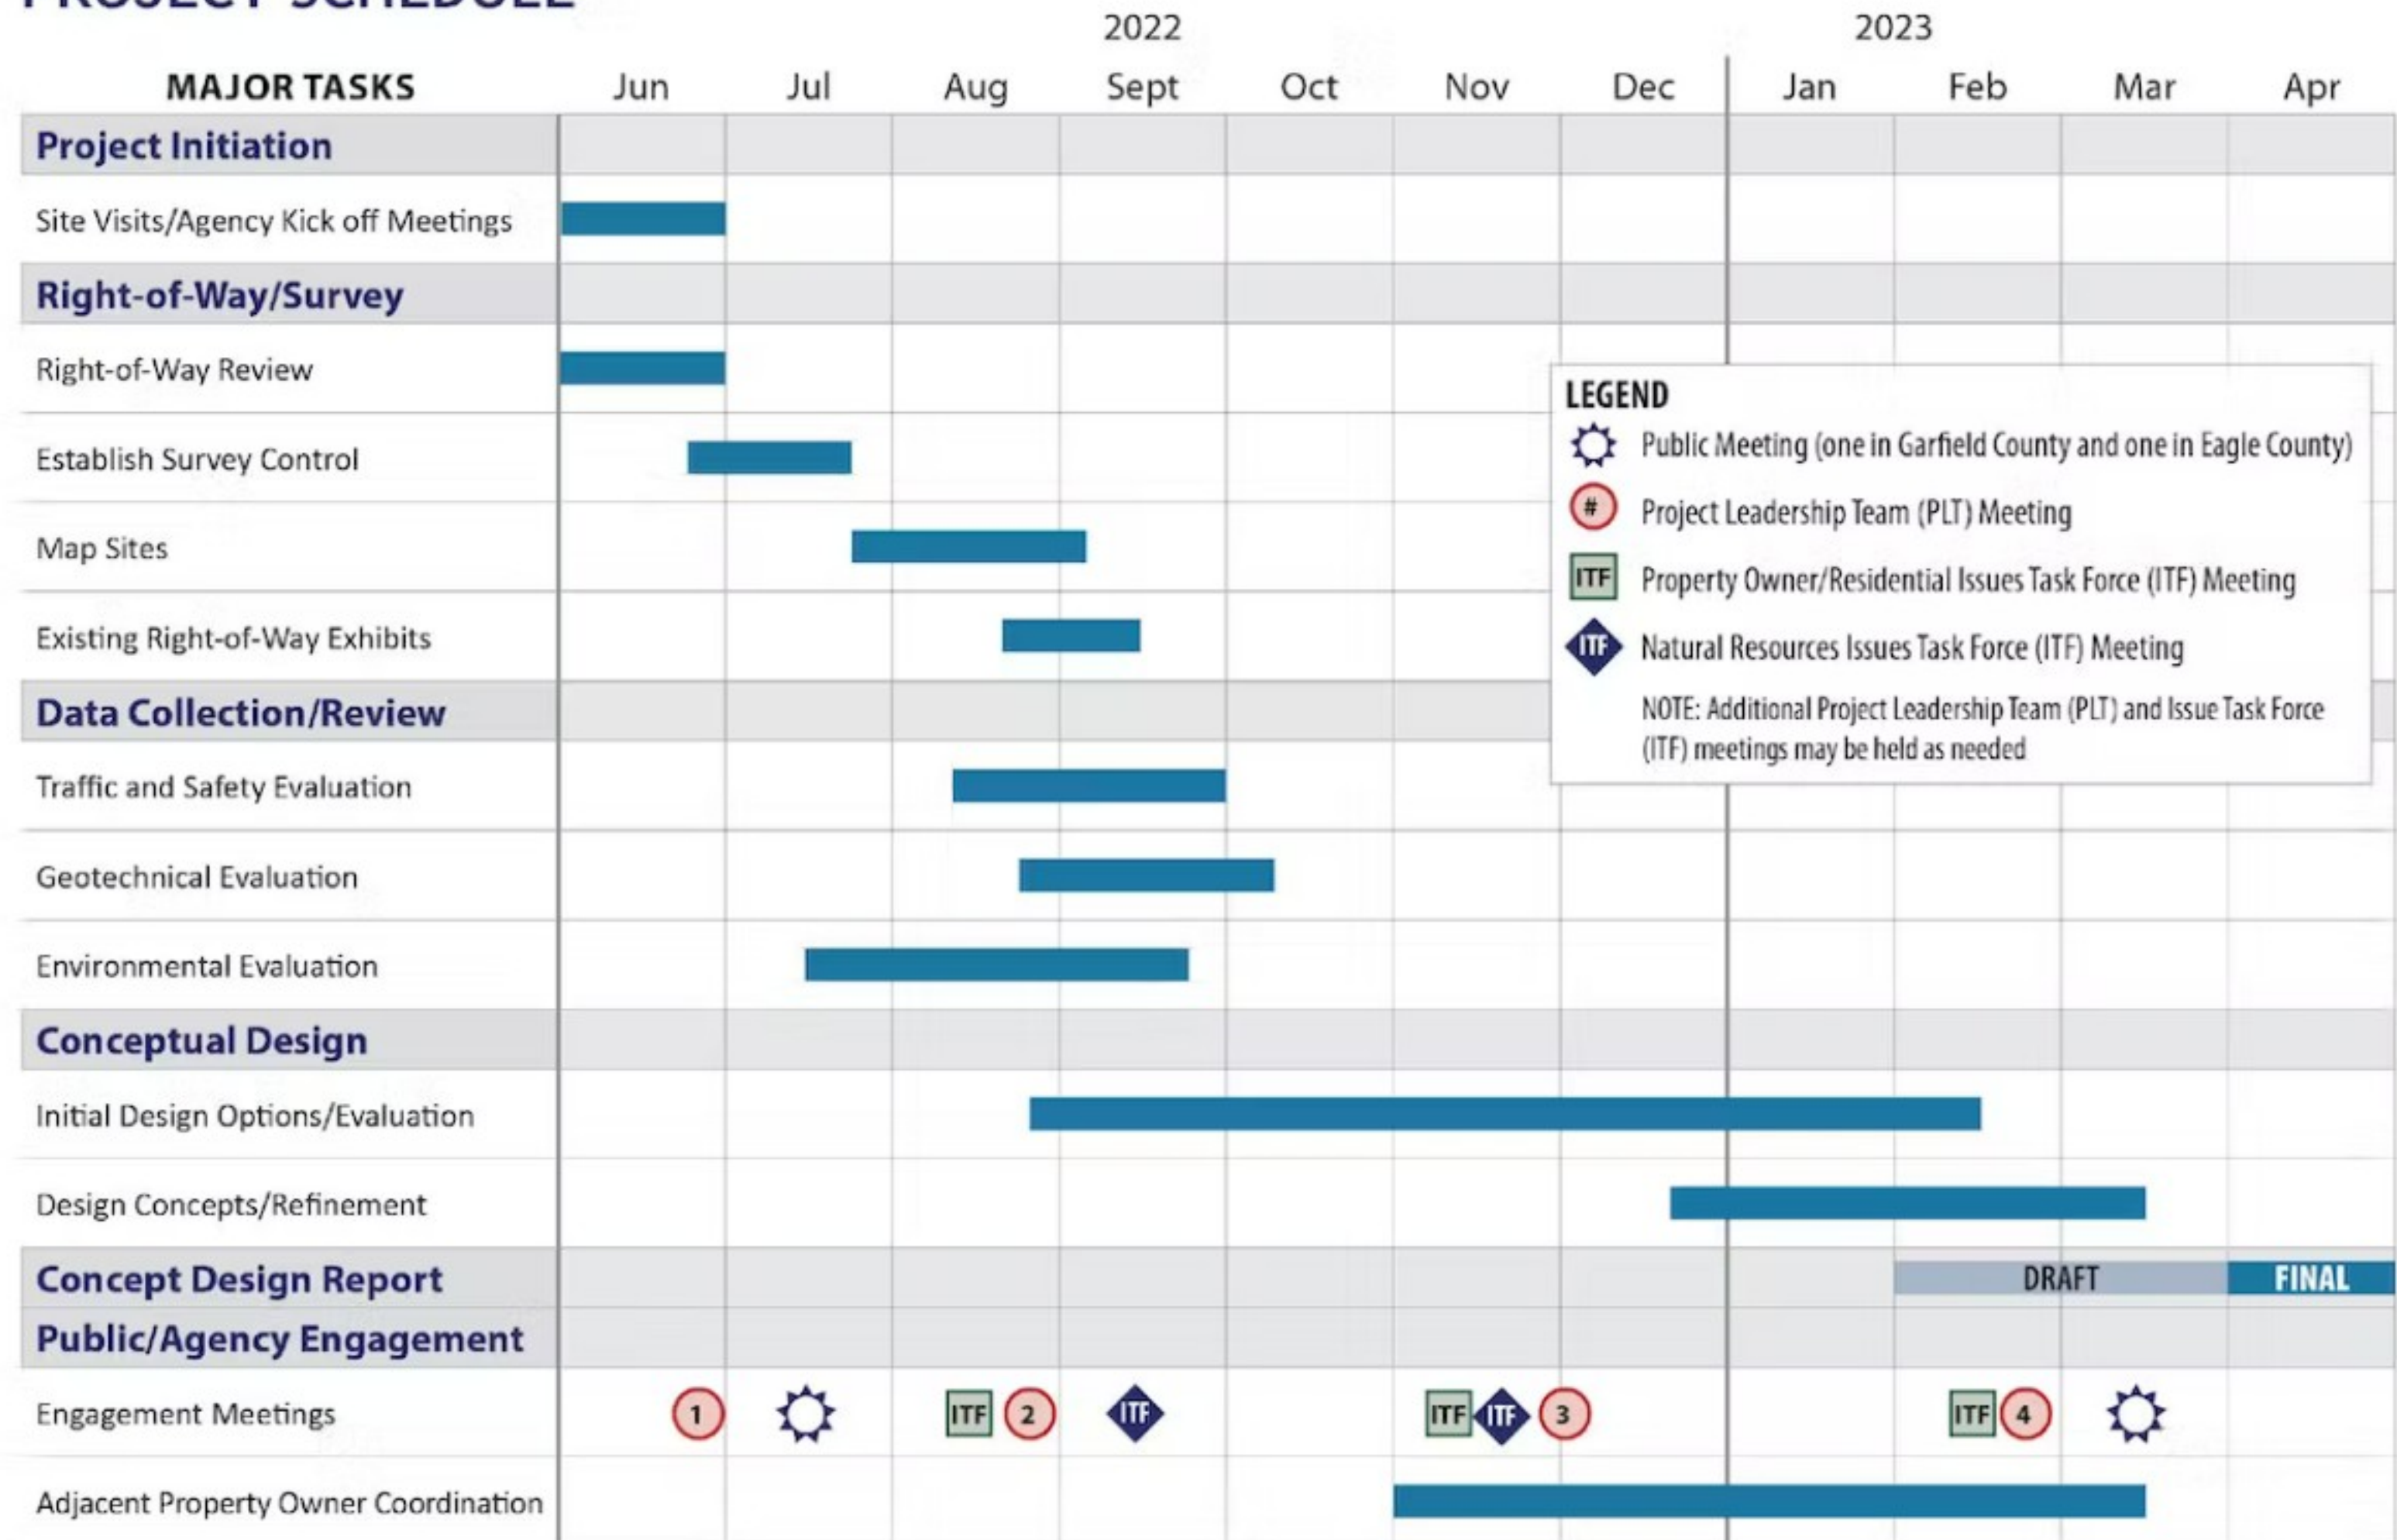 PROJECT SCHEDULE
2022 2023
MAJOR TASKS Jun Jul Aug Sept Oct Nov Dec Jan Feb Mar Apr
Project Initiation
Site Visits/Agency Kick off Meetings
Right-of-Way/Survey
Right-of-Way Review
Establish Survey Control
Map Sites
Existing Right-of-Way Exhibits
LEGEND
Public Meeting (one in Garfield County and one in Eagle County)
# Project Leadership Team (PLT) Meeting
ITF Property Owner/Residential Issues Task Force (ITF) Meeting
ITF Natural Resources Issues Task Force (ITF) Meeting
NOTE: Additional Project Leadership Team (PLT) and Issue Task Force
(ITF) meetings may be held as needed
Data Collection/Review
Traffic and Safety Evaluation
Geotechnical Evaluation
Environmental Evaluation
Conceptual Design
Initial Design Options/Evaluation
Design Concepts/Refinement
Concept Design Report DRAFT FINAL
Public/Agency Engagement
Engagement Meetings 1 ITF 2 ITF ITF ITF 3 ITF 4
Adjacent Property Owner Coordination